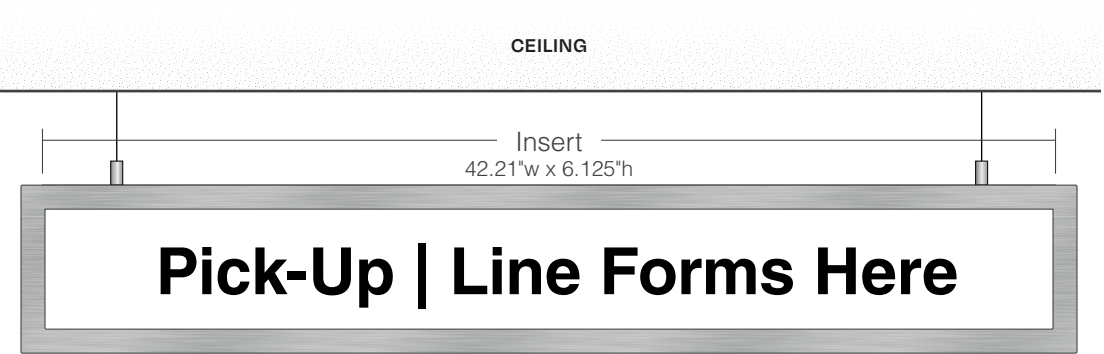 CEILING
Insert
42.21"w x 6.125"h
Pick-Up | Line Forms Here